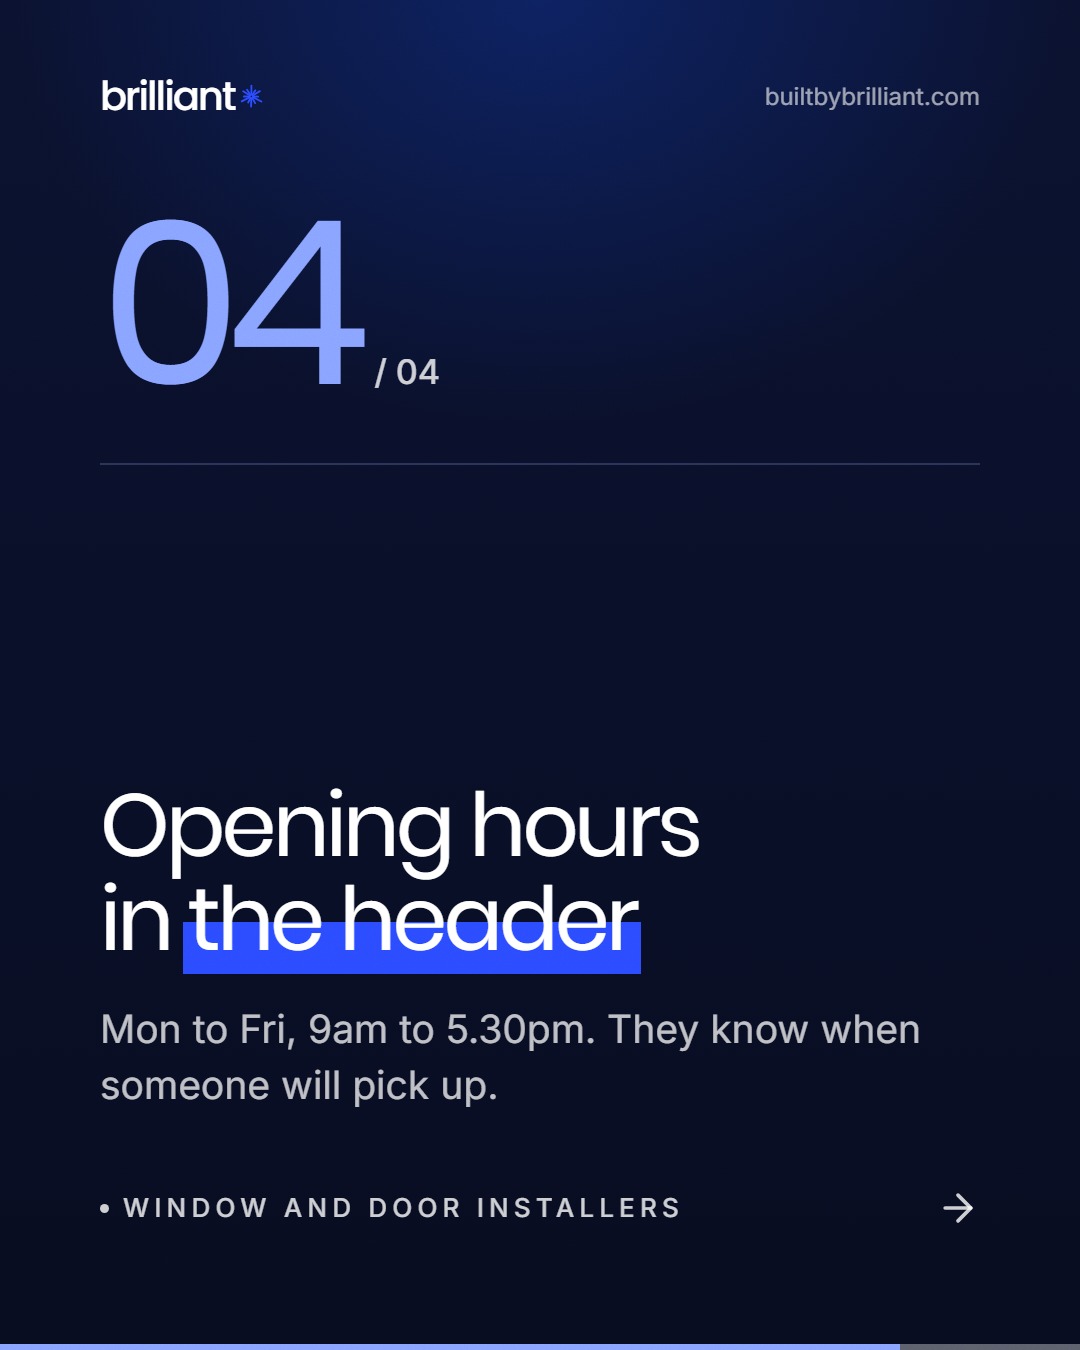 brilliant
builtbybrilliant.com
04 / 04
Opening hours
in the header
Mon to Fri, 9am to 5.30pm. They know when
someone will pick up.
• WINDOW AND DOOR INSTALLERS